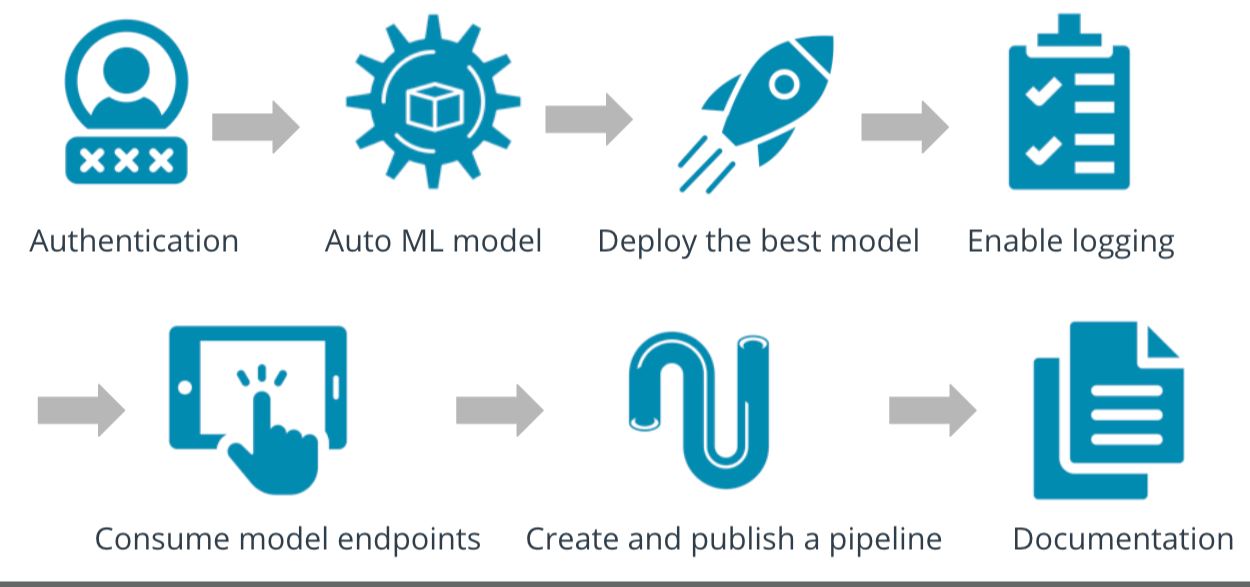 Authentication
Auto ML model
Deploy the best model
Enable logging
Consume model endpoints
Create and publish a pipeline
Documentation